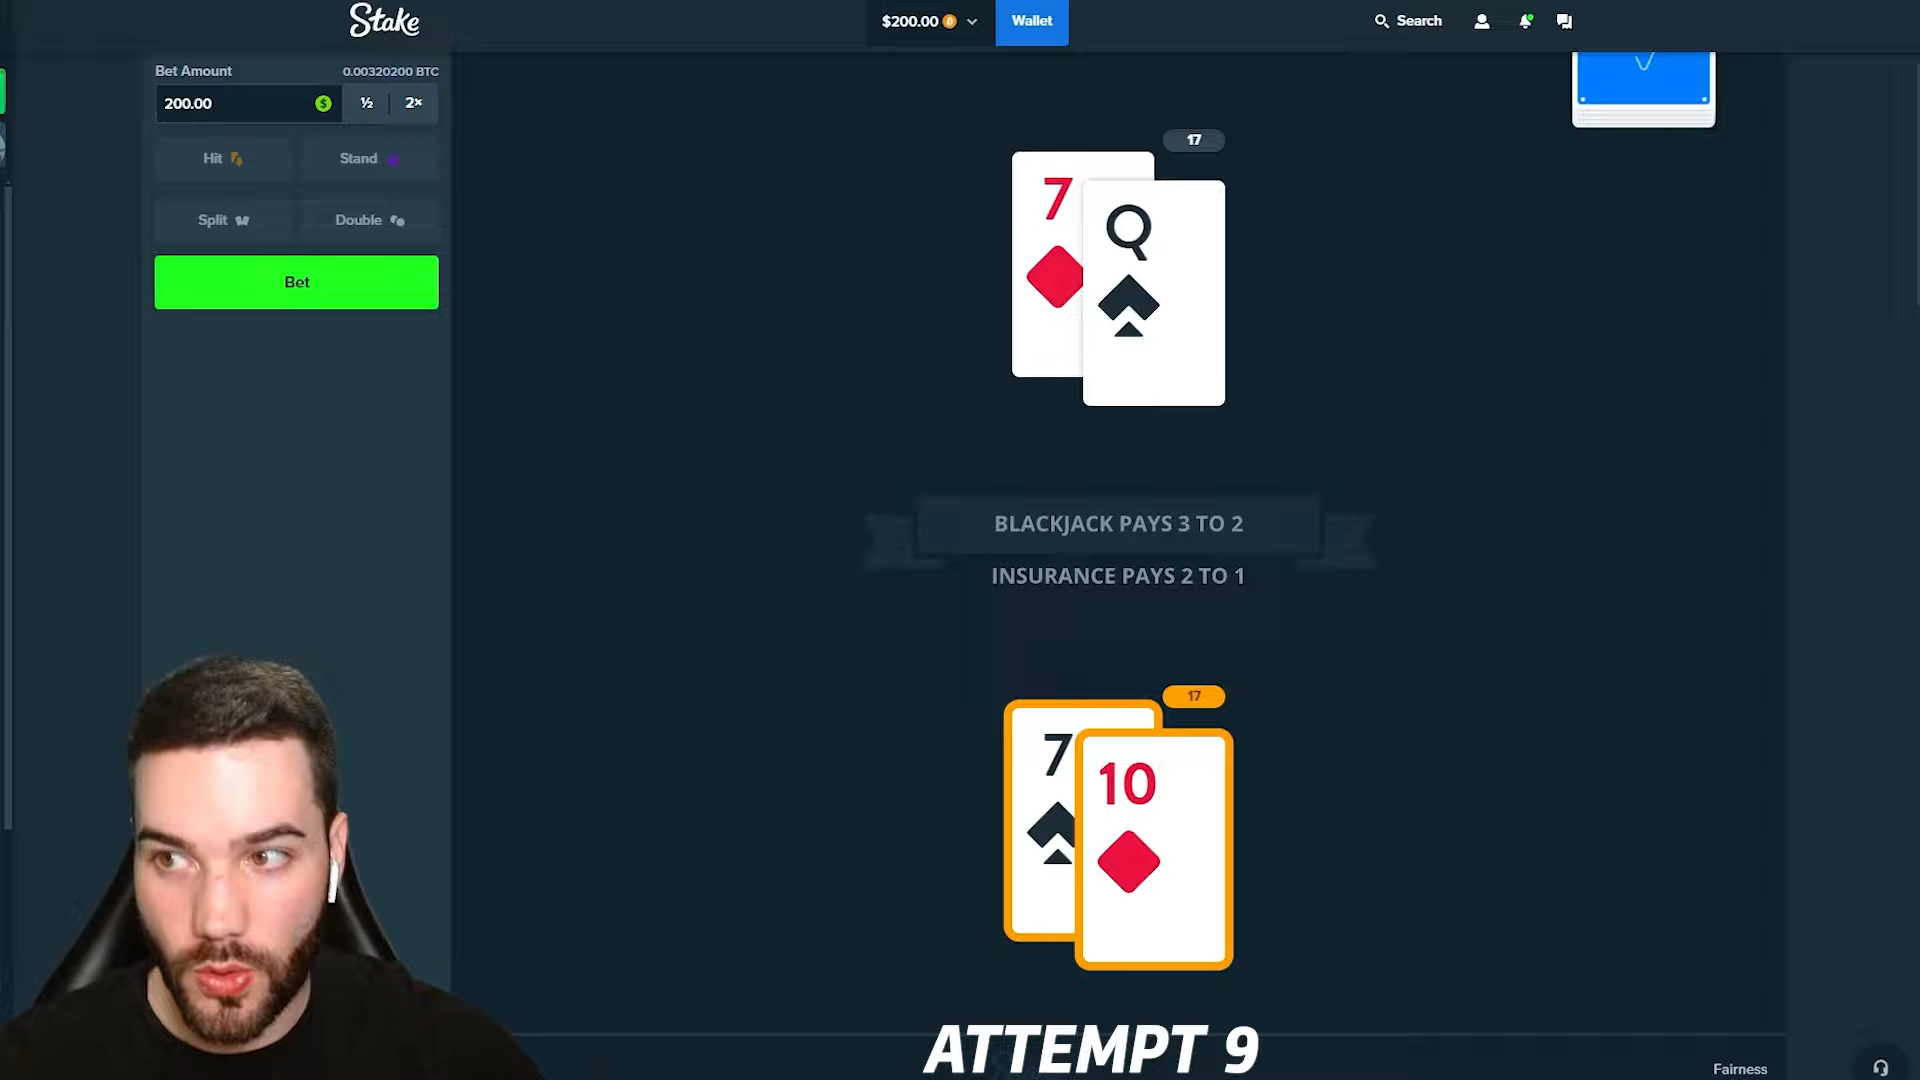 Stake
$200.00
Wallet
Search
Bet Amount
0.00320200 BTC
200.00
$
½
2×
Hit
Stand
Split
Double
Bet
17
7
Q
BLACKJACK PAYS 3 TO 2
INSURANCE PAYS 2 TO 1
17
7
10
ATTEMPT 9
Fairness